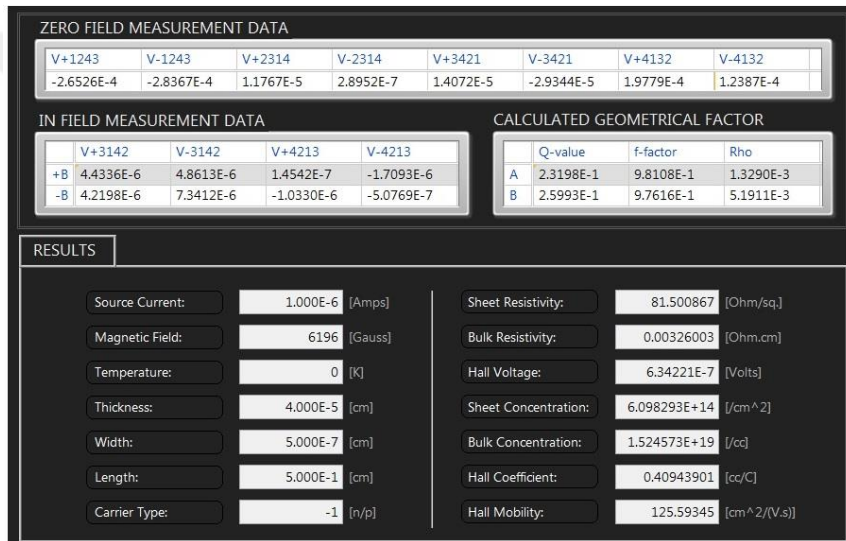 ZERO FIELD MEASUREMENT DATA
V+1243 V-1243 V+2314 V-2314 V+3421 V-3421 V+4132 V-4132
-2.6526E-4 -2.8367E-4 1.1767E-5 2.8952E-7 1.4072E-5 -2.9344E-5 1.9779E-4 1.2387E-4
IN FIELD MEASUREMENT DATA
V+3142 V-3142 V+4213 V-4213
+B 4.4336E-6 4.8613E-6 1.4542E-7 -1.7093E-6
-B 4.2198E-6 7.3412E-6 -1.0330E-6 -5.0769E-7
CALCULATED GEOMETRICAL FACTOR
Q-value f-factor Rho
A 2.3198E-1 9.8108E-1 1.3290E-3
B 2.5993E-1 9.7616E-1 5.1911E-3
RESULTS
Source Current: 1.000E-6 [Amps]
Magnetic Field: 6196 [Gauss]
Temperature: 0 [K]
Thickness: 4.000E-5 [cm]
Width: 5.000E-7 [cm]
Length: 5.000E-1 [cm]
Carrier Type: -1 [n/p]
Sheet Resistivity: 81.500867 [Ohm/sq.]
Bulk Resistivity: 0.00326003 [Ohm.cm]
Hall Voltage: 6.34221E-7 [Volts]
Sheet Concentration: 6.098293E+14 [/cm^2]
Bulk Concentration: 1.524573E+19 [/cc]
Hall Coefficient: 0.40943901 [cc/C]
Hall Mobility: 125.59345 [cm^2/(V.s)]